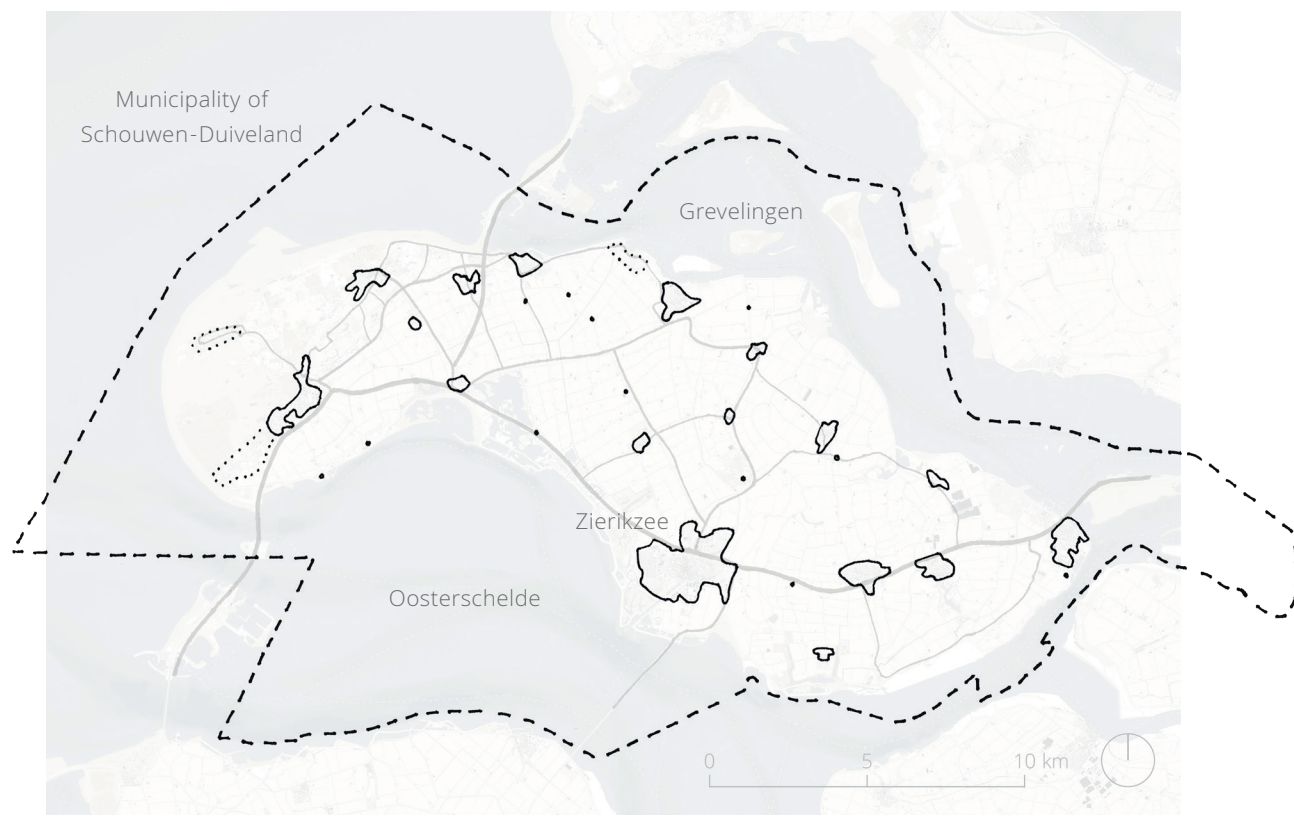 Municipality of
Schouwen-Duiveland
Grevelingen
Zierikzee
Oosterschelde
0 5 10 km